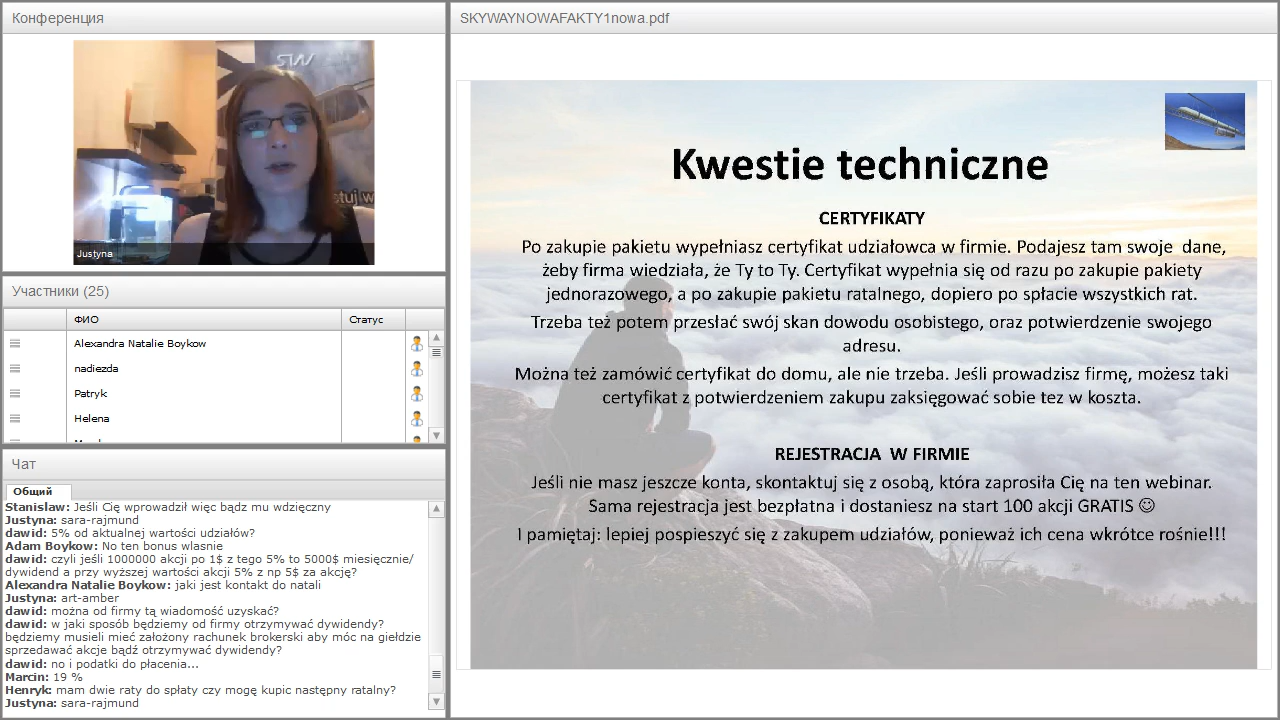 Конференция
SW
stuj w
Justyna
Участники (25)
ФИО
Статус
Alexandra Natalie Boykow
nadiezda
Patryk
Helena
Чат
Общий
Stanislaw: Jeśli Cię wprowadził więc bądz mu wdzięczny
Justyna: sara-rajmund
dawid: 5% od aktualnej wartości udziałów?
Adam Boykow: No ten bonus wlasnie
dawid: czyli jeśli 1000000 akcji po 1$ z tego 5% to 5000$ miesięcznie/
dywidend a przy wyższej wartości akcji 5% z np 5$ za akcję?
Alexandra Natalie Boykow: jaki jest kontakt do natali
Justyna: art-amber
dawid: można od firmy tą wiadomość uzyskać?
dawid: w jaki sposób będziemy od firmy otrzymywać dywidendy?
będziemy musieli mieć założony rachunek brokerski aby móc na giełdzie
sprzedawać akcje bądź otrzymywać dywidendy?
dawid: no i podatki do płacenia...
Marcin: 19 %
Henryk: mam dwie raty do spłaty czy mogę kupic następny ratalny?
Justyna: sara-rajmund
SKYWAYNOWAFAKTY1nowa.pdf
Kwestie techniczne
CERTYFIKATY
Po zakupie pakietu wypełniasz certyfikat udziałowca w firmie. Podajesz tam swoje dane,
żeby firma wiedziała, że Ty to Ty. Certyfikat wypełnia się od razu po zakupie pakiety
jednorazowego, a po zakupie pakietu ratalnego, dopiero po spłacie wszystkich rat.
Trzeba też potem przesłać swój skan dowodu osobistego, oraz potwierdzenie swojego
adresu.
Można też zamówić certyfikat do domu, ale nie trzeba. Jeśli prowadzisz firmę, możesz taki
certyfikat z potwierdzeniem zakupu zaksięgować sobie tez w koszta.
REJESTRACJA W FIRMIE
Jeśli nie masz jeszcze konta, skontaktuj się z osobą, która zaprosiła Cię na ten webinar.
Sama rejestracja jest bezpłatna i dostaniesz na start 100 akcji GRATIS ☺
I pamiętaj: lepiej pospieszyć się z zakupem udziałów, ponieważ ich cena wkrótce rośnie!!!